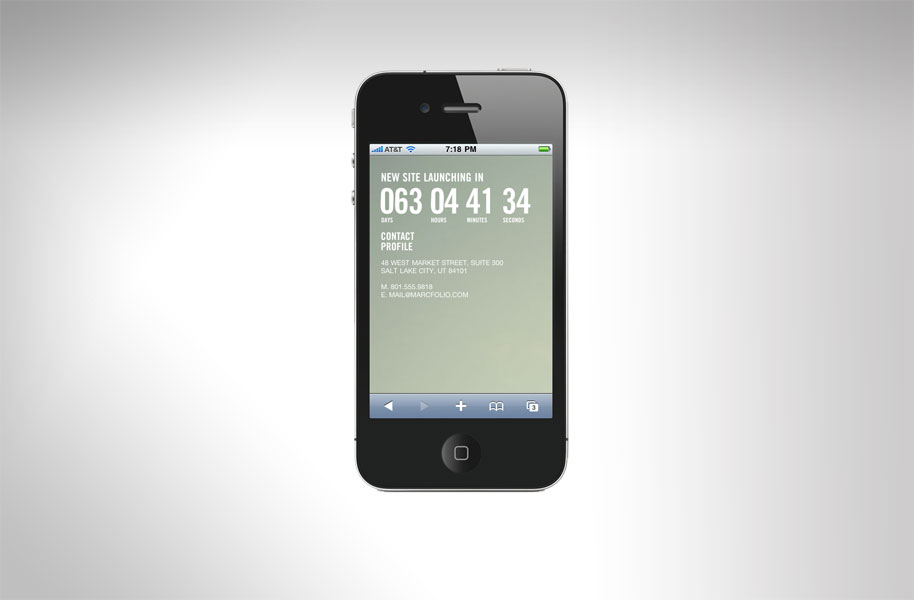 AT&T 7:18 PM
NEW SITE LAUNCHING IN
063 04 41 34
DAYS HOURS MINUTES SECONDS
CONTACT
PROFILE
48 WEST MARKET STREET, SUITE 300
SALT LAKE CITY, UT 84101
M. 801.555.9818
E. MAIL@MARCFOLIO.COM
3